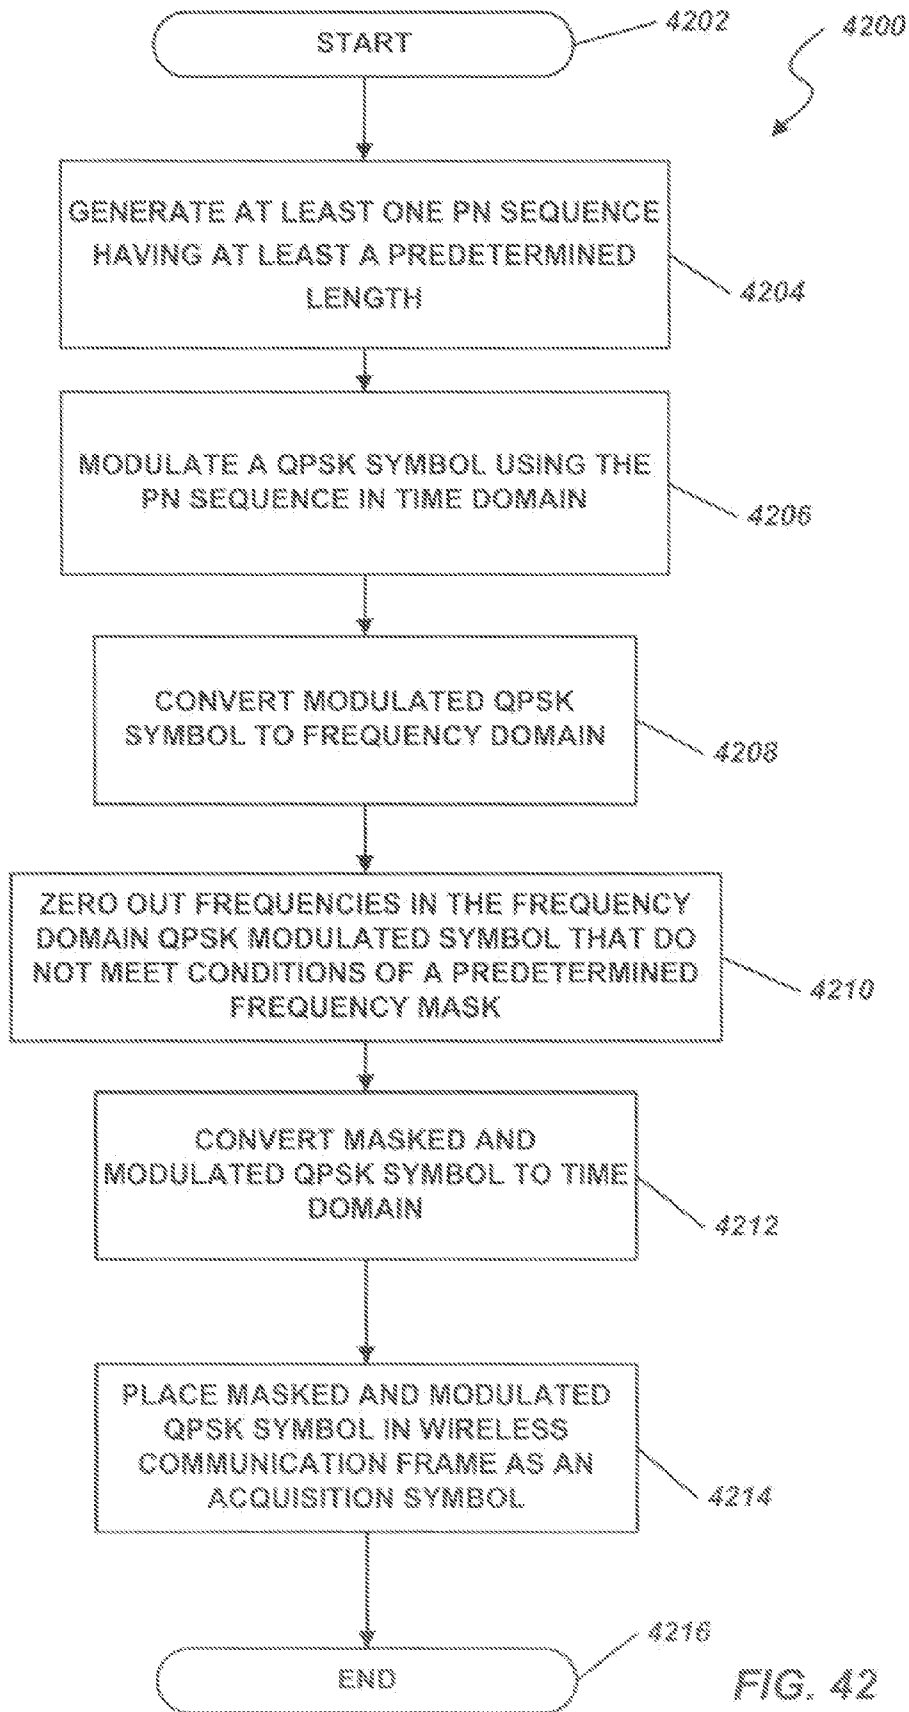 START
4202
4200
GENERATE AT LEAST ONE PN SEQUENCE
HAVING AT LEAST A PREDETERMINED
LENGTH
4204
MODULATE A QPSK SYMBOL USING THE
PN SEQUENCE IN TIME DOMAIN
4206
CONVERT MODULATED QPSK
SYMBOL TO FREQUENCY DOMAIN
4208
ZERO OUT FREQUENCIES IN THE FREQUENCY
DOMAIN QPSK MODULATED SYMBOL THAT DO
NOT MEET CONDITIONS OF A PREDETERMINED
FREQUENCY MASK
4210
CONVERT MASKED AND
MODULATED QPSK SYMBOL TO TIME
DOMAIN
4212
PLACE MASKED AND MODULATED
QPSK SYMBOL IN WIRELESS
COMMUNICATION FRAME AS AN
ACQUISITION SYMBOL
4214
END
4216
FIG. 42